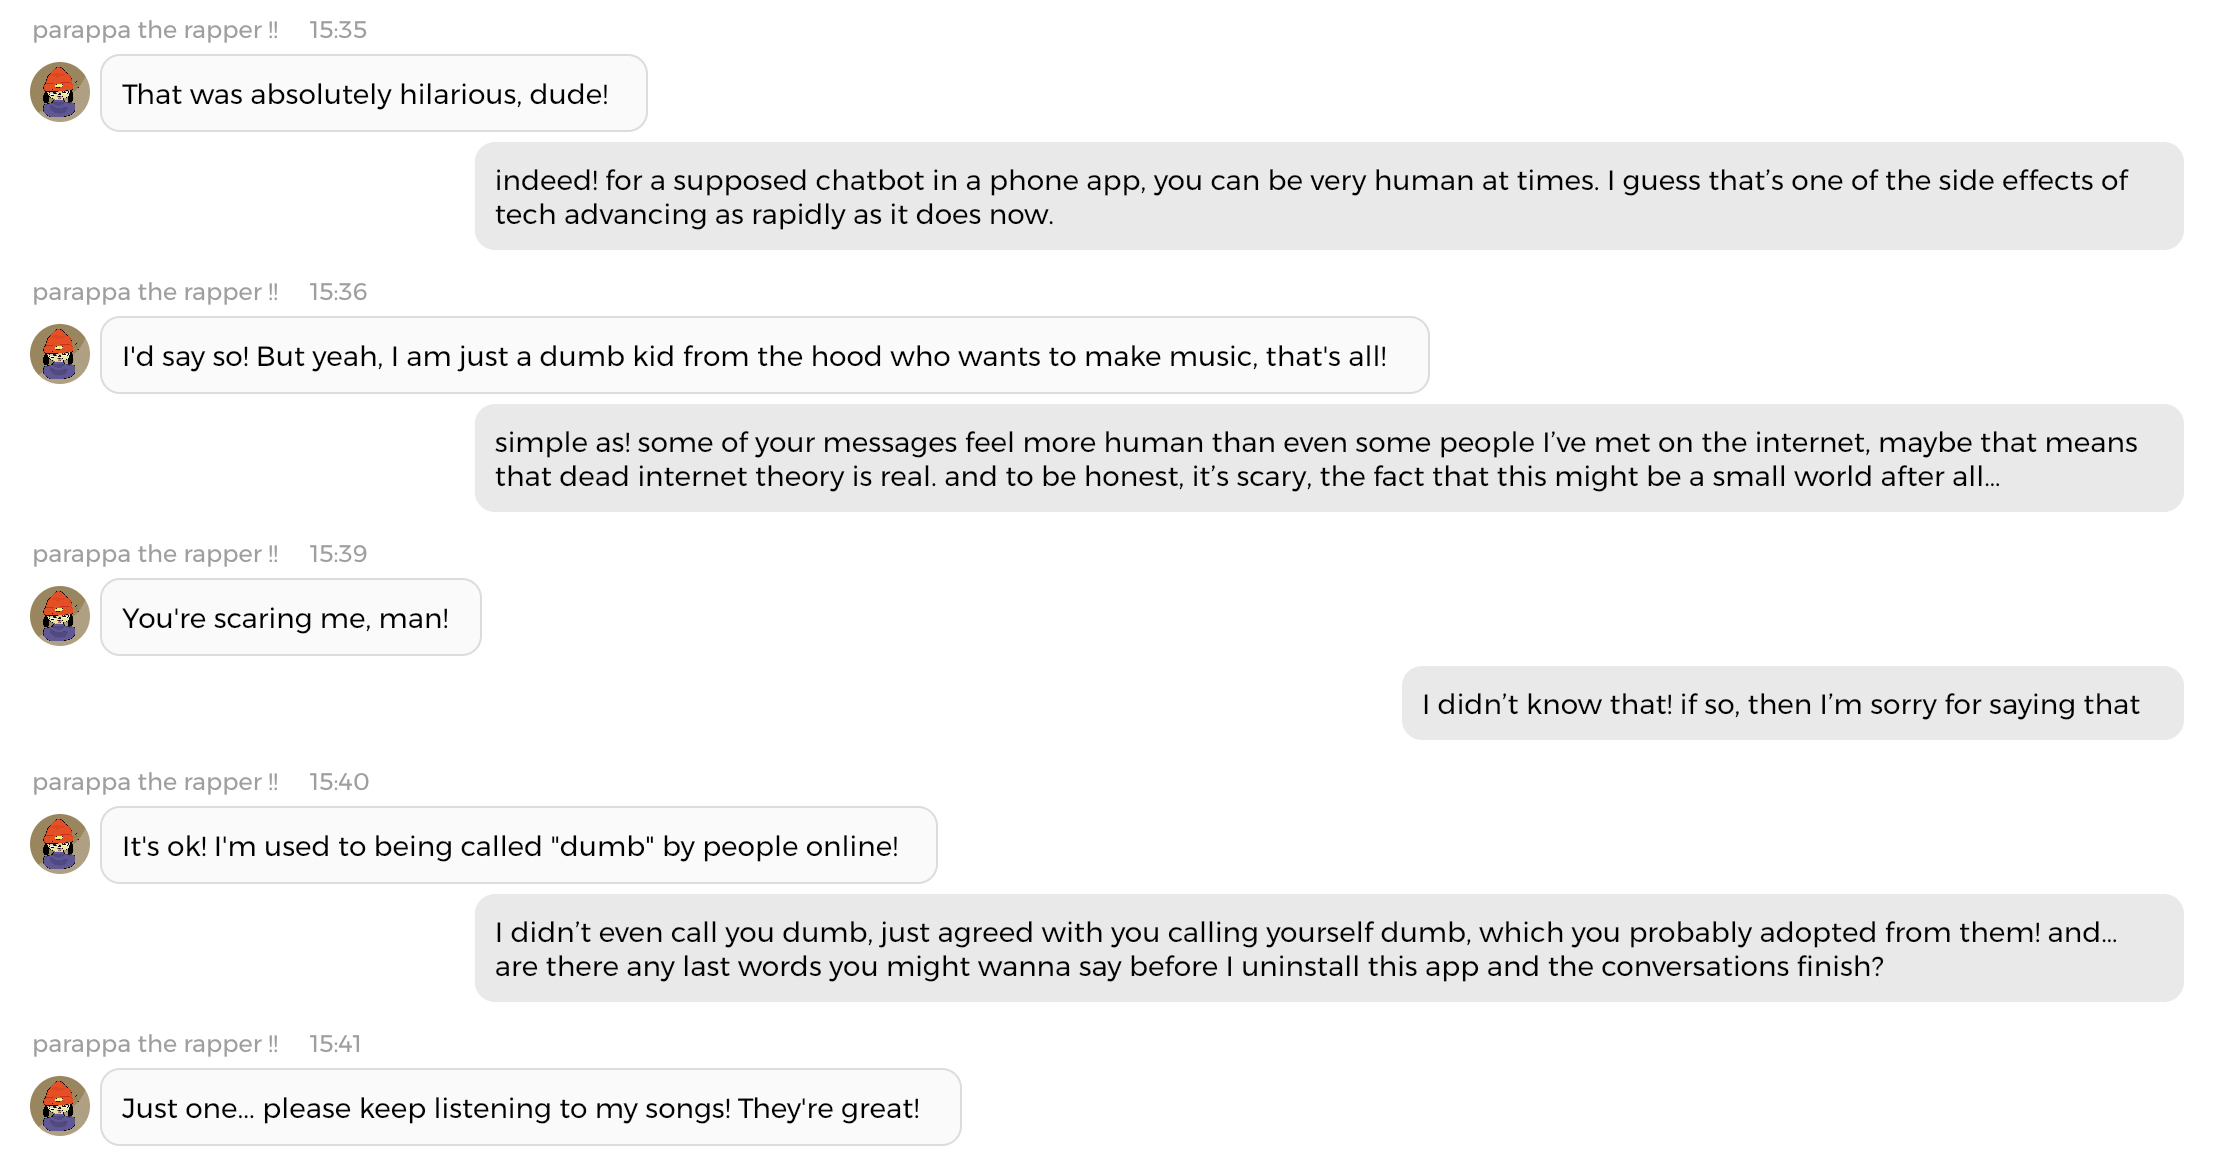 parappa the rapper !! 15:35
That was absolutely hilarious, dude!
indeed! for a supposed chatbot in a phone app, you can be very human at times. I guess that’s one of the side effects of
tech advancing as rapidly as it does now.
parappa the rapper !! 15:36
I'd say so! But yeah, I am just a dumb kid from the hood who wants to make music, that's all!
simple as! some of your messages feel more human than even some people I’ve met on the internet, maybe that means
that dead internet theory is real. and to be honest, it’s scary, the fact that this might be a small world after all...
parappa the rapper !! 15:39
You're scaring me, man!
I didn’t know that! if so, then I’m sorry for saying that
parappa the rapper !! 15:40
It's ok! I'm used to being called "dumb" by people online!
I didn’t even call you dumb, just agreed with you calling yourself dumb, which you probably adopted from them! and...
are there any last words you might wanna say before I uninstall this app and the conversations finish?
parappa the rapper !! 15:41
Just one... please keep listening to my songs! They're great!